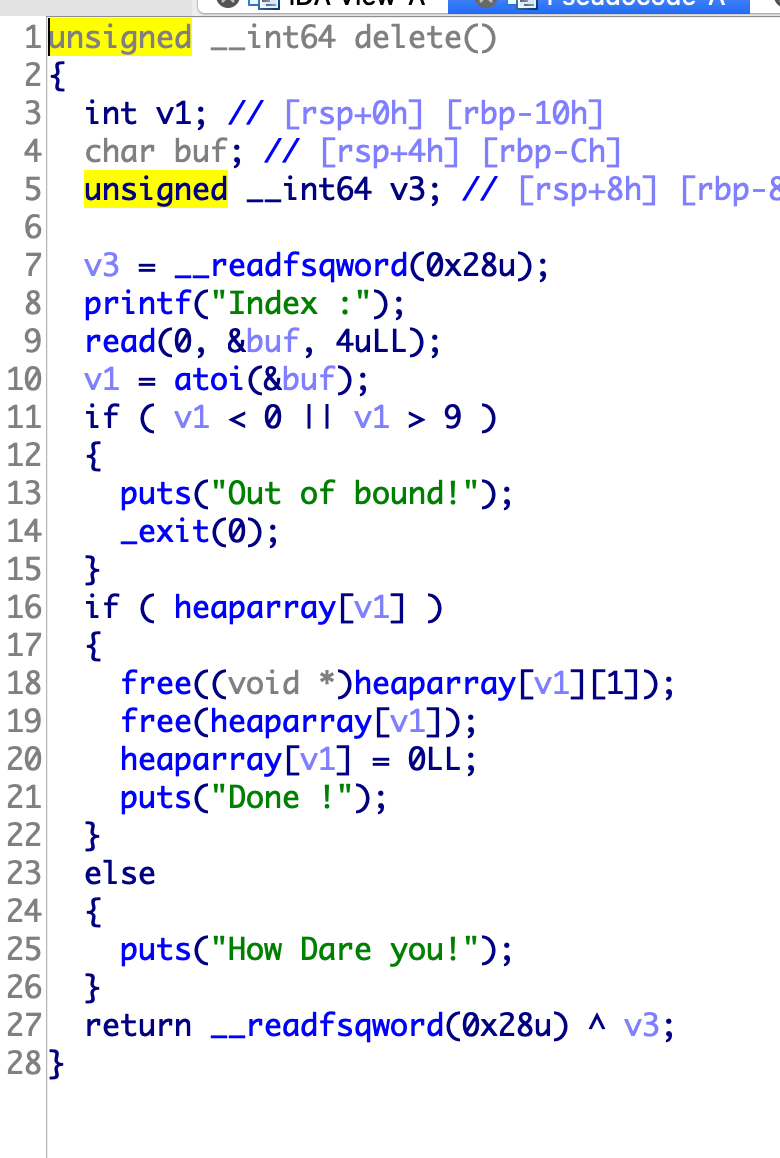 IDA View-A Pseudocode-A
1 unsigned __int64 delete()
2 {
3 int v1; // [rsp+0h] [rbp-10h]
4 char buf; // [rsp+4h] [rbp-Ch]
5 unsigned __int64 v3; // [rsp+8h] [rbp-8
6
7 v3 = __readfsqword(0x28u);
8 printf("Index :");
9 read(0, &buf, 4uLL);
10 v1 = atoi(&buf);
11 if ( v1 < 0 || v1 > 9 )
12 {
13 puts("Out of bound!");
14 _exit(0);
15 }
16 if ( heaparray[v1] )
17 {
18 free((void *)heaparray[v1][1]);
19 free(heaparray[v1]);
20 heaparray[v1] = 0LL;
21 puts("Done !");
22 }
23 else
24 {
25 puts("How Dare you!");
26 }
27 return __readfsqword(0x28u) ^ v3;
28 }